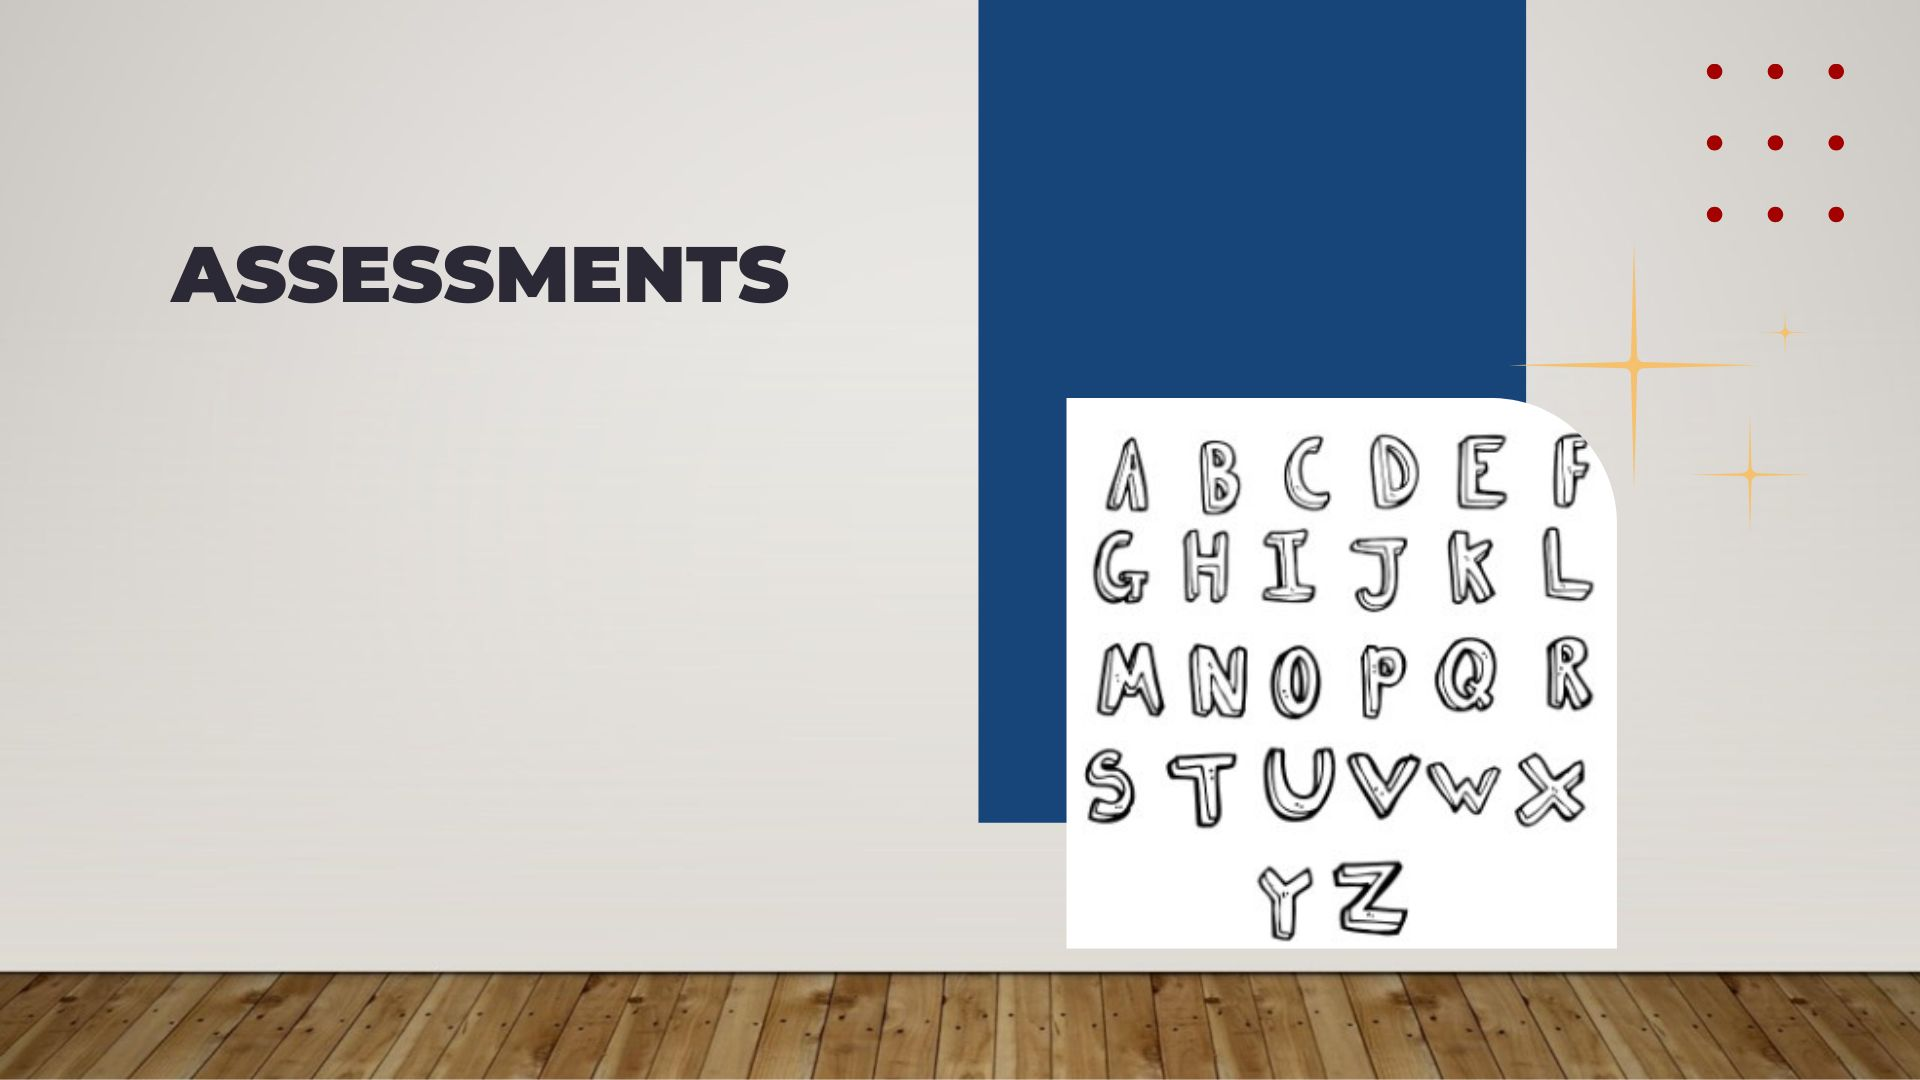 ASSESSMENTS
A B C D E F
G H I J K L
M N O P Q R
S T U V W X
Y Z